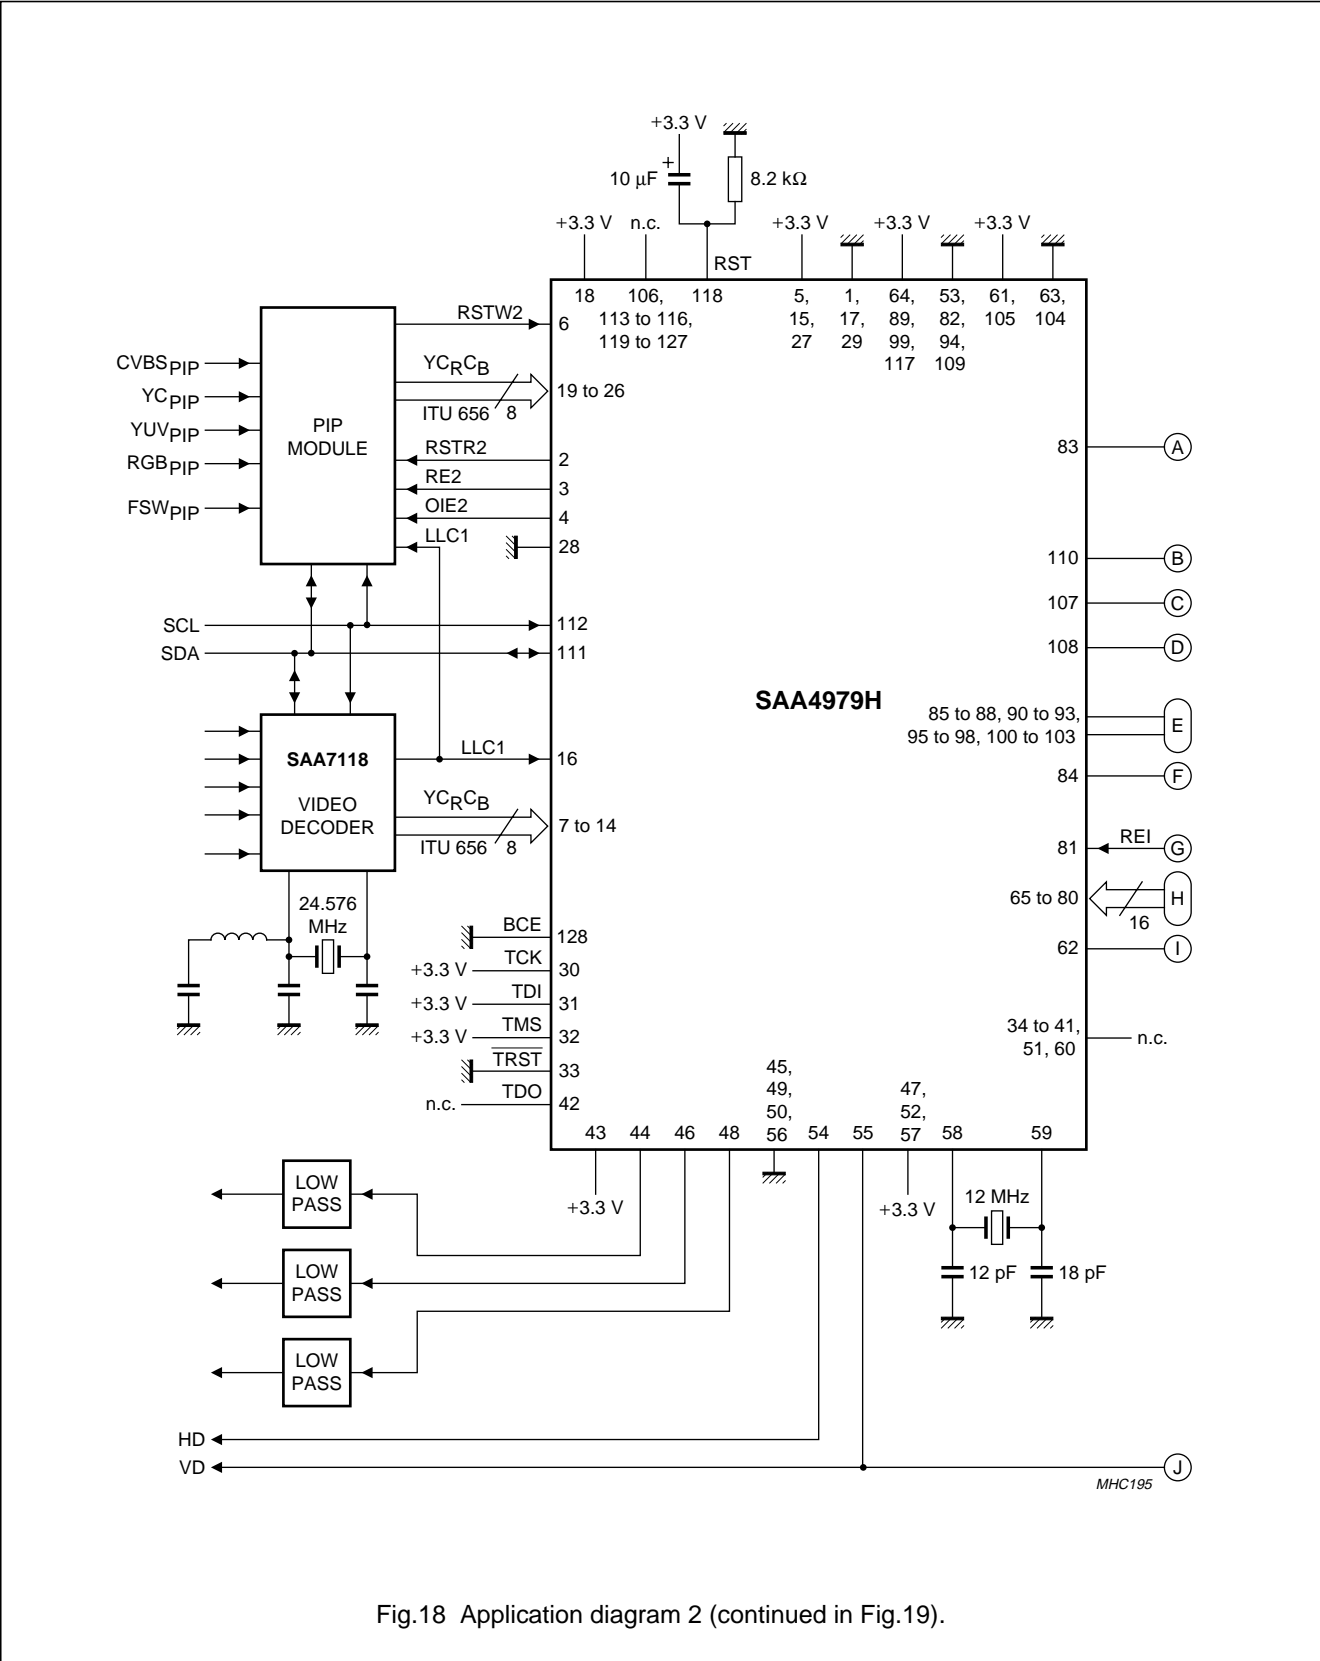 +3.3 V
10 µF
+
8.2 kΩ
+3.3 V
n.c.
RST
+3.3 V
+3.3 V
+3.3 V
18
106,
113 to 116,
119 to 127
118
5,
15,
27
1,
17,
29
64,
89,
99,
117
53,
82,
94,
109
61,
105
63,
104
PIP
MODULE
CVBSPIP
YCPIP
YUVPIP
RGBPIP
FSWPIP
RSTW2
6
YCRCB
ITU 656
8
19 to 26
RSTR2
2
RE2
3
OIE2
4
LLC1
28
SCL
112
SDA
111
SAA7118
VIDEO
DECODER
LLC1
16
YCRCB
ITU 656
8
7 to 14
24.576
MHz
BCE
128
+3.3 V
TCK
30
+3.3 V
TDI
31
+3.3 V
TMS
32
TRST
33
n.c.
TDO
42
SAA4979H
83
A
110
B
107
C
108
D
85 to 88, 90 to 93,
95 to 98, 100 to 103
E
84
F
81
REI
G
65 to 80
16
H
62
I
34 to 41,
51, 60
n.c.
43
44
46
48
45,
49,
50,
56
54
55
47,
52,
57
58
59
+3.3 V
+3.3 V
12 MHz
12 pF
18 pF
LOW
PASS
LOW
PASS
LOW
PASS
HD
VD
J
MHC195
Fig.18 Application diagram 2 (continued in Fig.19).